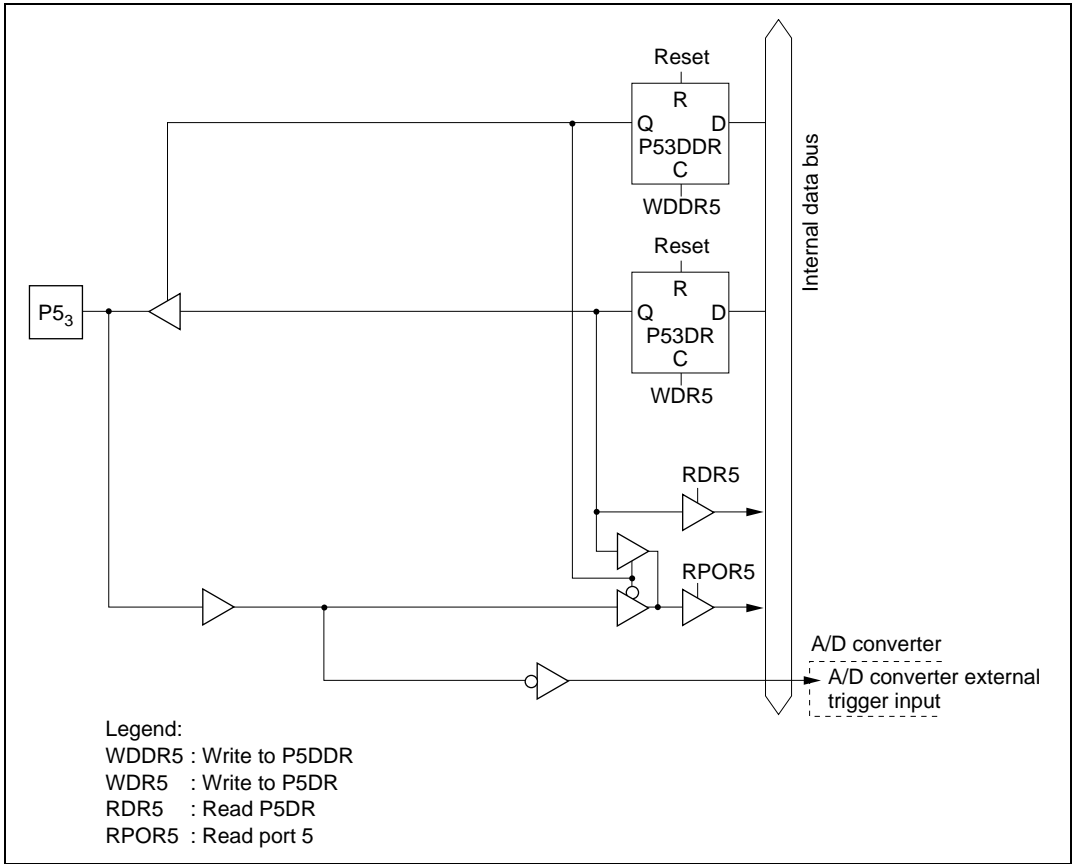 Reset
R
Q D
P53DDR
C
WDDR5
Reset
R
Q D
P53DR
C
WDR5
P5₃
Internal data bus
RDR5
RPOR5
A/D converter
A/D converter external
trigger input
Legend:
WDDR5 : Write to P5DDR
WDR5 : Write to P5DR
RDR5 : Read P5DR
RPOR5 : Read port 5